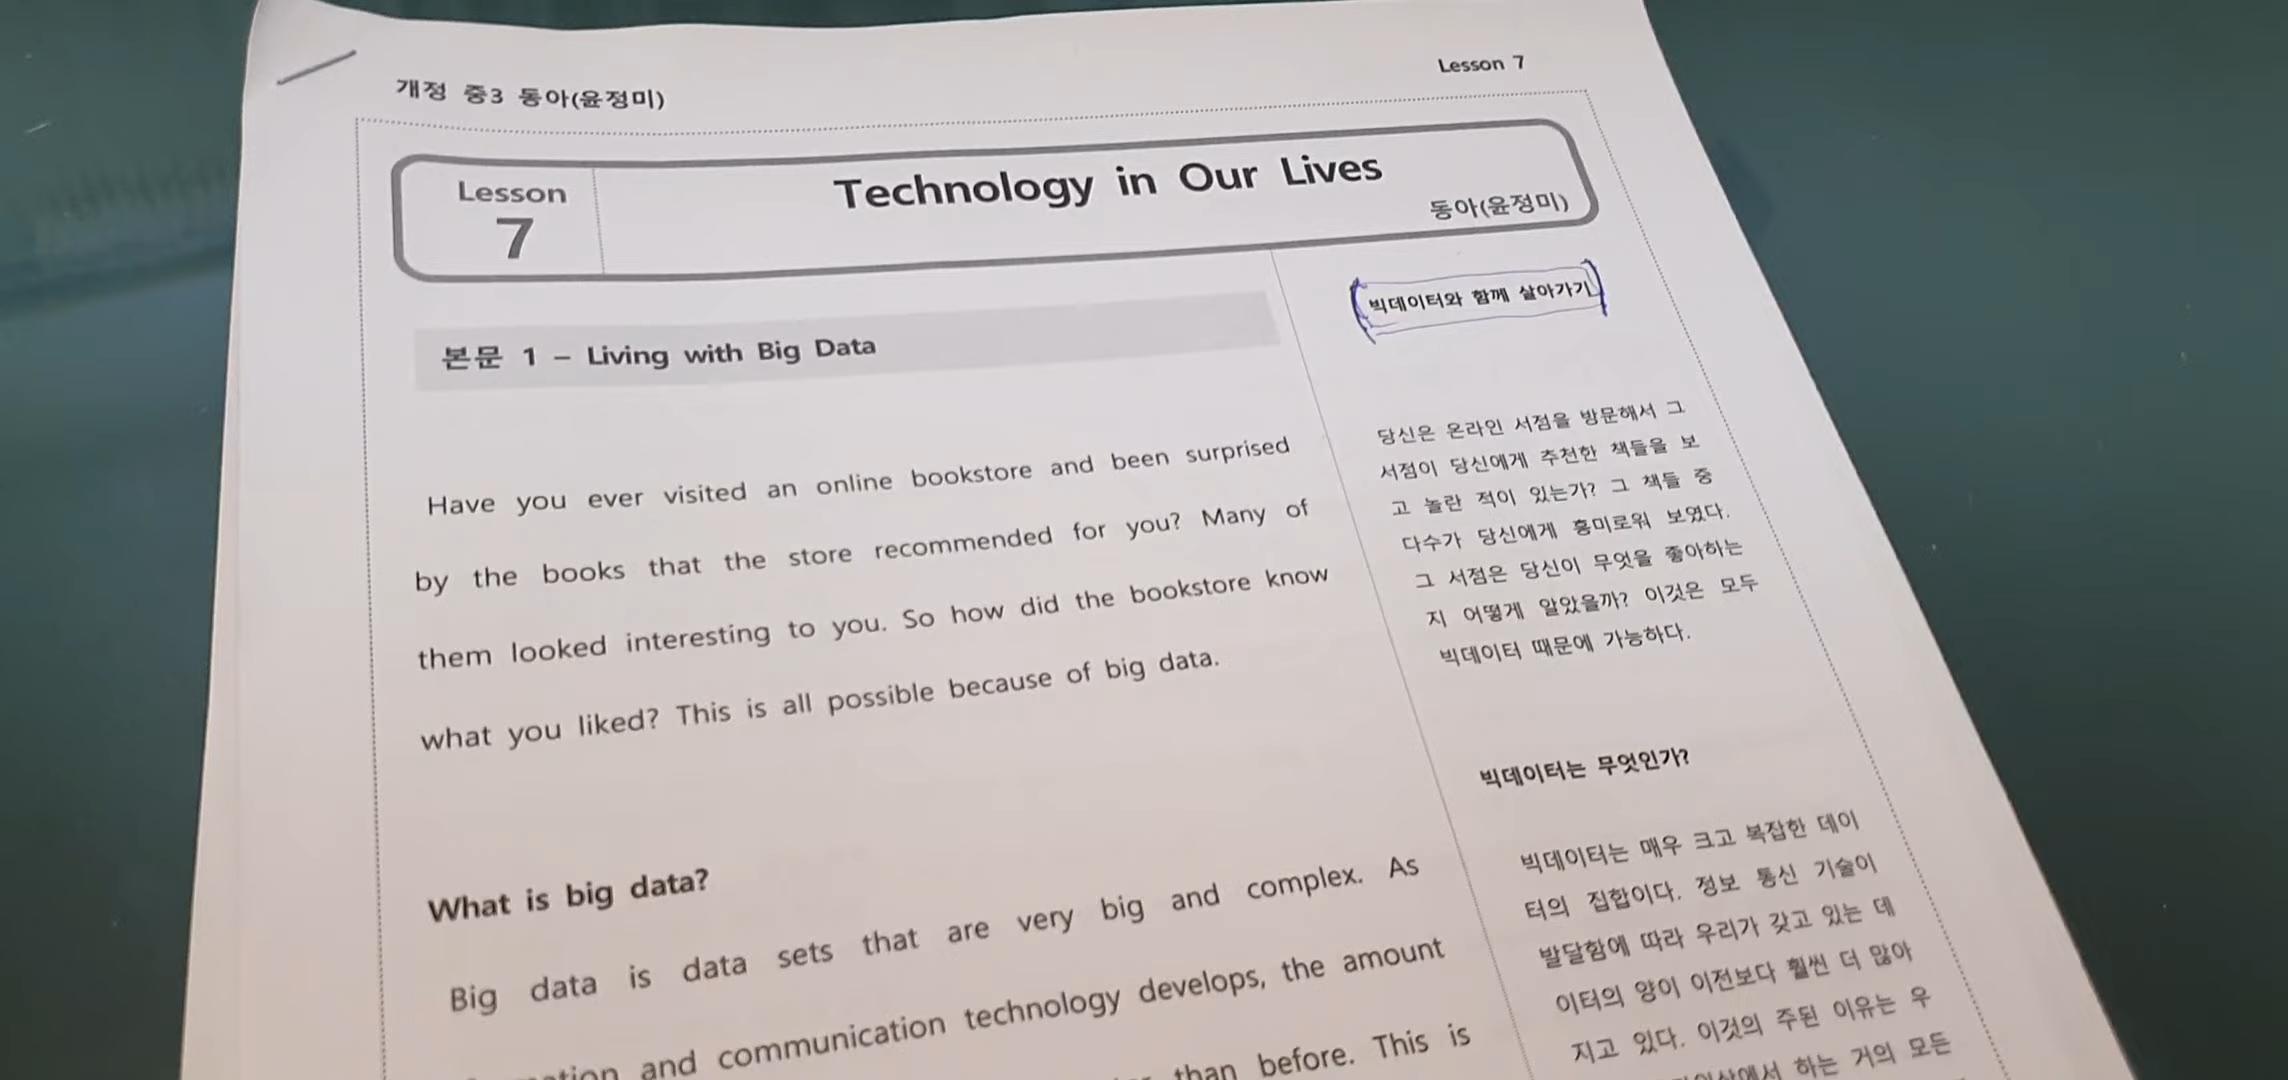 개정 중3 동아(윤정미)
Lesson 7
Lesson
7
Technology in Our Lives
동아(윤정미)
본문 1 – Living with Big Data
Have you ever visited an online bookstore and been surprised
by the books that the store recommended for you? Many of
them looked interesting to you. So how did the bookstore know
what you liked? This is all possible because of big data.
What is big data?
Big data is data sets that are very big and complex. As
and communication technology develops, the amount
than before. This is
빅데이터와 함께 살아가기
당신은 온라인 서점을 방문해서 그
서점이 당신에게 추천한 책들을 보
고 놀란 적이 있는가? 그 책들 중
다수가 당신에게 흥미로워 보였다.
그 서점은 당신이 무엇을 좋아하는
지 어떻게 알았을까? 이것은 모두
빅데이터 때문에 가능하다.
빅데이터는 무엇인가?
빅데이터는 매우 크고 복잡한 데이
터의 집합이다. 정보 통신 기술이
발달함에 따라 우리가 갖고 있는 데
이터의 양이 이전보다 훨씬 더 많아
지고 있다. 이것의 주된 이유는 우
하는 거의 모든